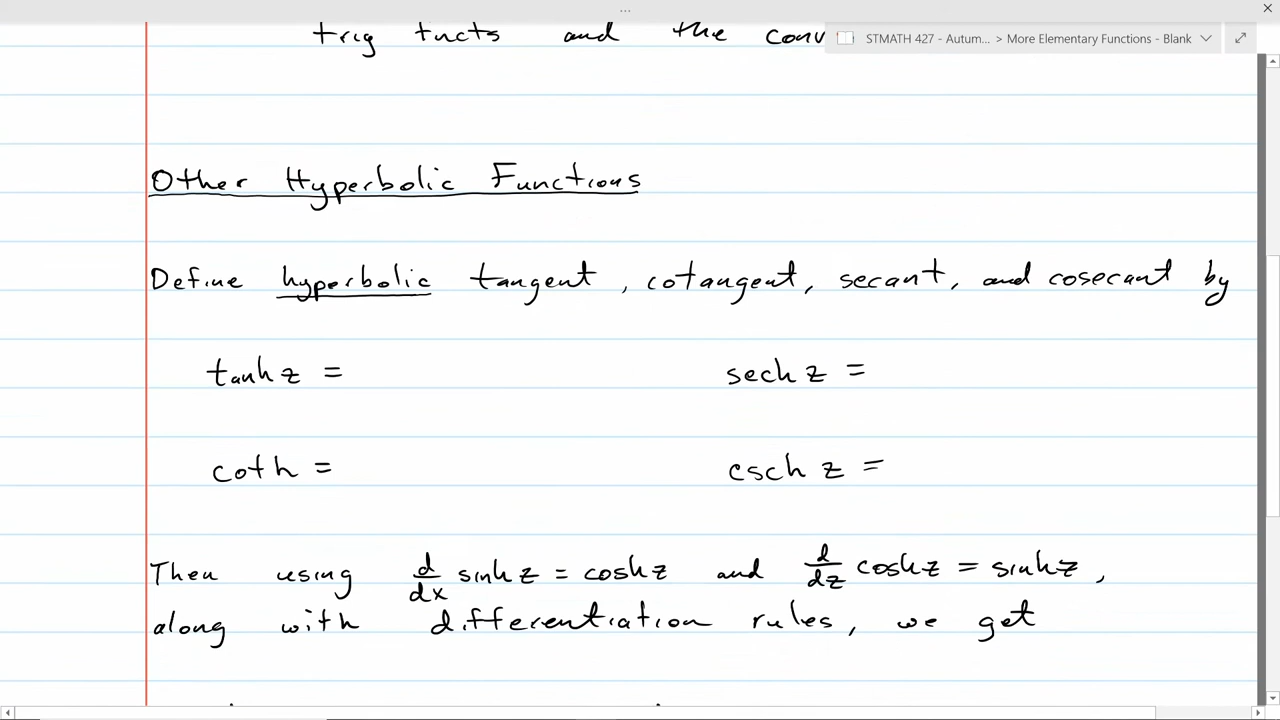 ...
trig fncts and the conv
STMATH 427 - Autum... > More Elementary Functions - Blank
Other Hyperbolic Functions
Define hyperbolic tangent, cotangent, secant, and cosecant by
tanh z = sech z =
coth = csch z =
Then using d/dx sinh z = cosh z and d/dz cosh z = sinh z,
along with differentiation rules, we get